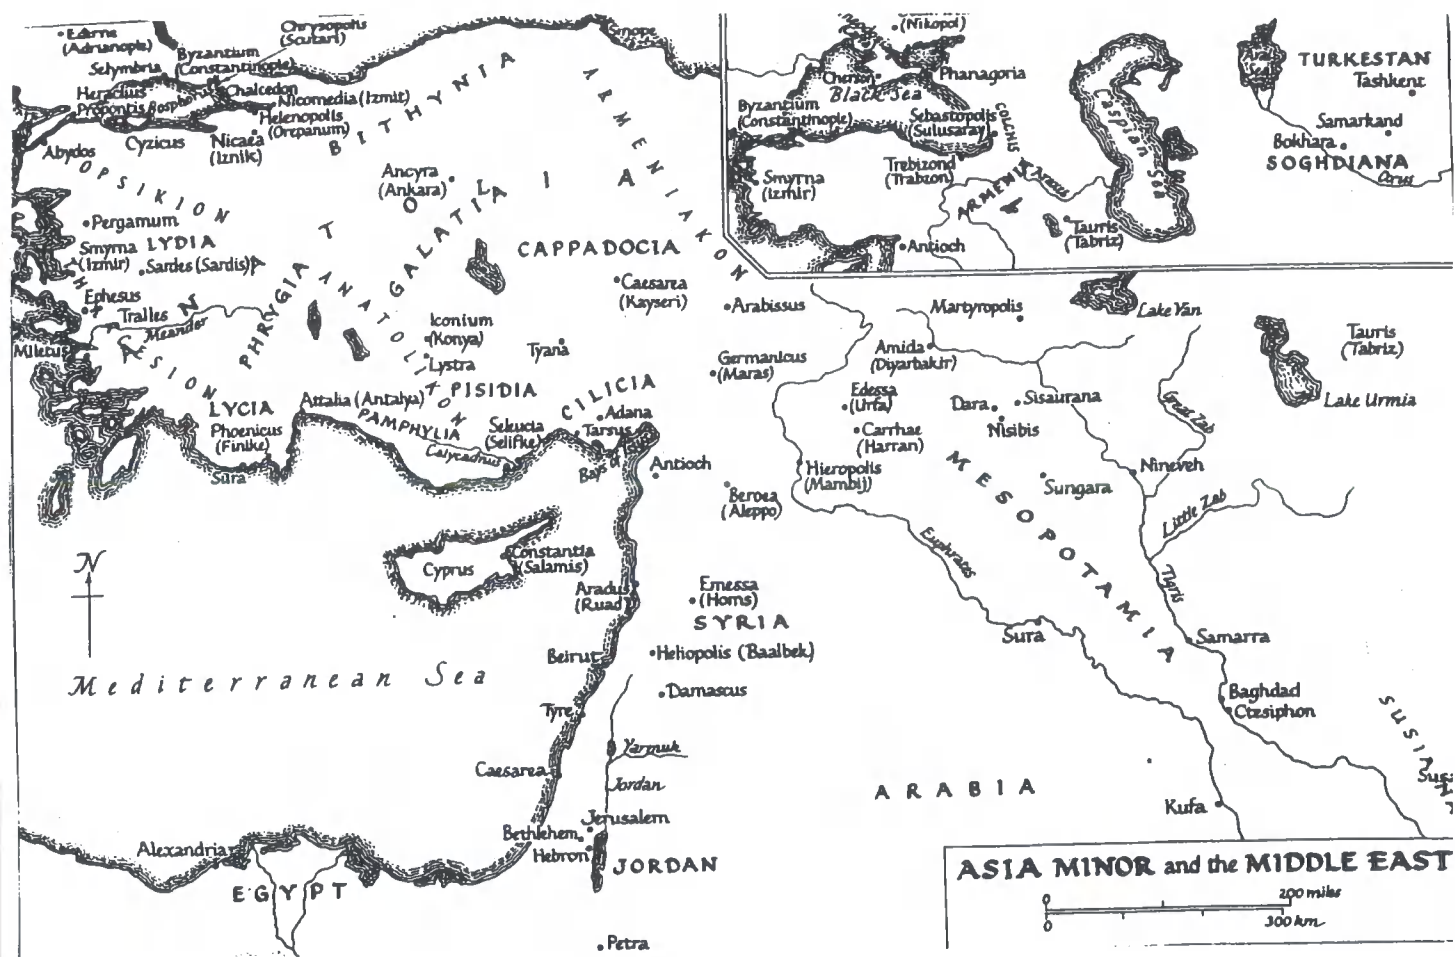 Edirne
(Adrianople)
Chrysopolis
(Scutari)
Byzantium
(Constantinople)
Selymbria
Heraclius
Propontis
Bosphorus
Chalcedon
Nicomedia (Izmit)
Helenopolis
(Drepanum)
Abydos
Cyzicus
Nicaea
(Iznik)
Sinope
BITHYNIA
ARMENIAKON
OPSIKION
Ancyra
(Ankara)
ANATOLIA
GALATIA
CAPPADOCIA
Pergamum
Smyrna
(Izmir)
LYDIA
Sardes (Sardis)
Ephesus
Tralles
Meander
Miletus
PHRYGIA
ANATOLIKON
Caesarea
(Kayseri)
Arabissus
Iconium
(Konya)
Lystra
Tyana
Germanicus
(Maras)
PISIDIA
LYCIA
Phoenicus
(Finike)
Sura
Attalia (Antalya)
PAMPHYLIA
Calycadnus
Seleucia
(Selifke)
CILICIA
Adana
Tarsus
Antioch
Beroea
(Aleppo)
Cyprus
Constantia
(Salamis)
Aradus
(Ruad)
Emessa
(Homs)
SYRIA
Heliopolis (Baalbek)
Beirut
Damascus
Tyre
Yarmuk
Caesarea
Jordan
Jerusalem
Bethlehem
Hebron
JORDAN
Petra
Alexandria
EGYPT
N
Mediterranean Sea
(Nikopol)
Cherson
Phanagoria
Black Sea
Byzantium
(Constantinople)
Sebastopolis
(Sulusaray)
COLCHIS
Trebizond
(Trabzon)
Smyrna
(Izmir)
ARMENIA
Araxes
Tauris
(Tabriz)
Antioch
Caspian Sea
Aral Sea
TURKESTAN
Tashkent
Samarkand
Bokhara
SOGHDIANA
Oxus
Martyropolis
Lake Van
Amida
(Diyarbakir)
Tauris
(Tabriz)
Lake Urmia
Edessa
(Urfa)
Carrhae
(Harran)
Dara
Sisaurana
Nisibis
Great Zab
Hieropolis
(Mambij)
Sungara
Nineveh
Little Zab
MESOPOTAMIA
Euphrates
Tigris
Sura
Samarra
Baghdad
Ctesiphon
ARABIA
Kufa
ASIA MINOR and the MIDDLE EAST
0 200 miles
0 300 km